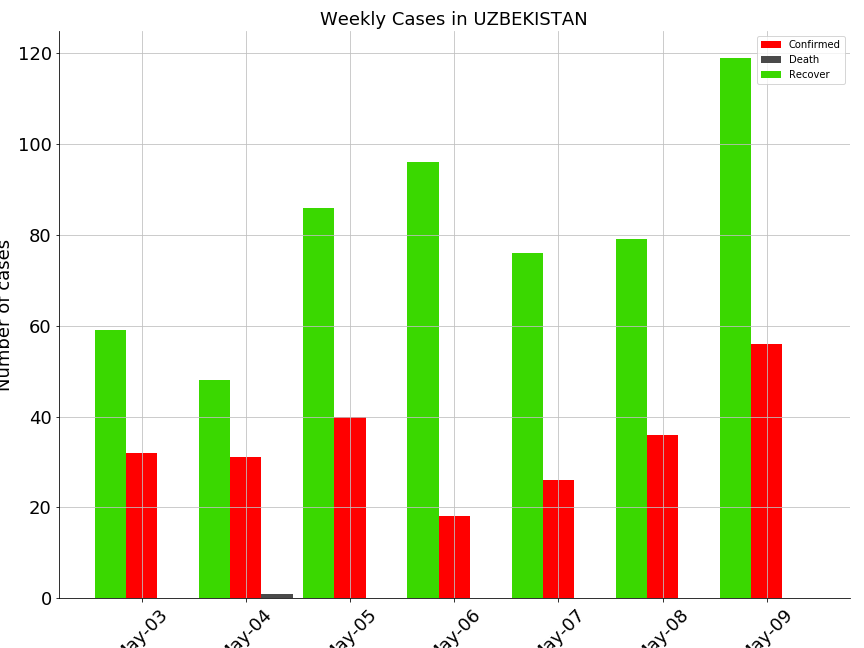 Weekly Cases in UZBEKISTAN
Confirmed
Death
Recover
Number of cases
120
100
80
60
40
20
0
May-03
May-04
May-05
May-06
May-07
May-08
May-09